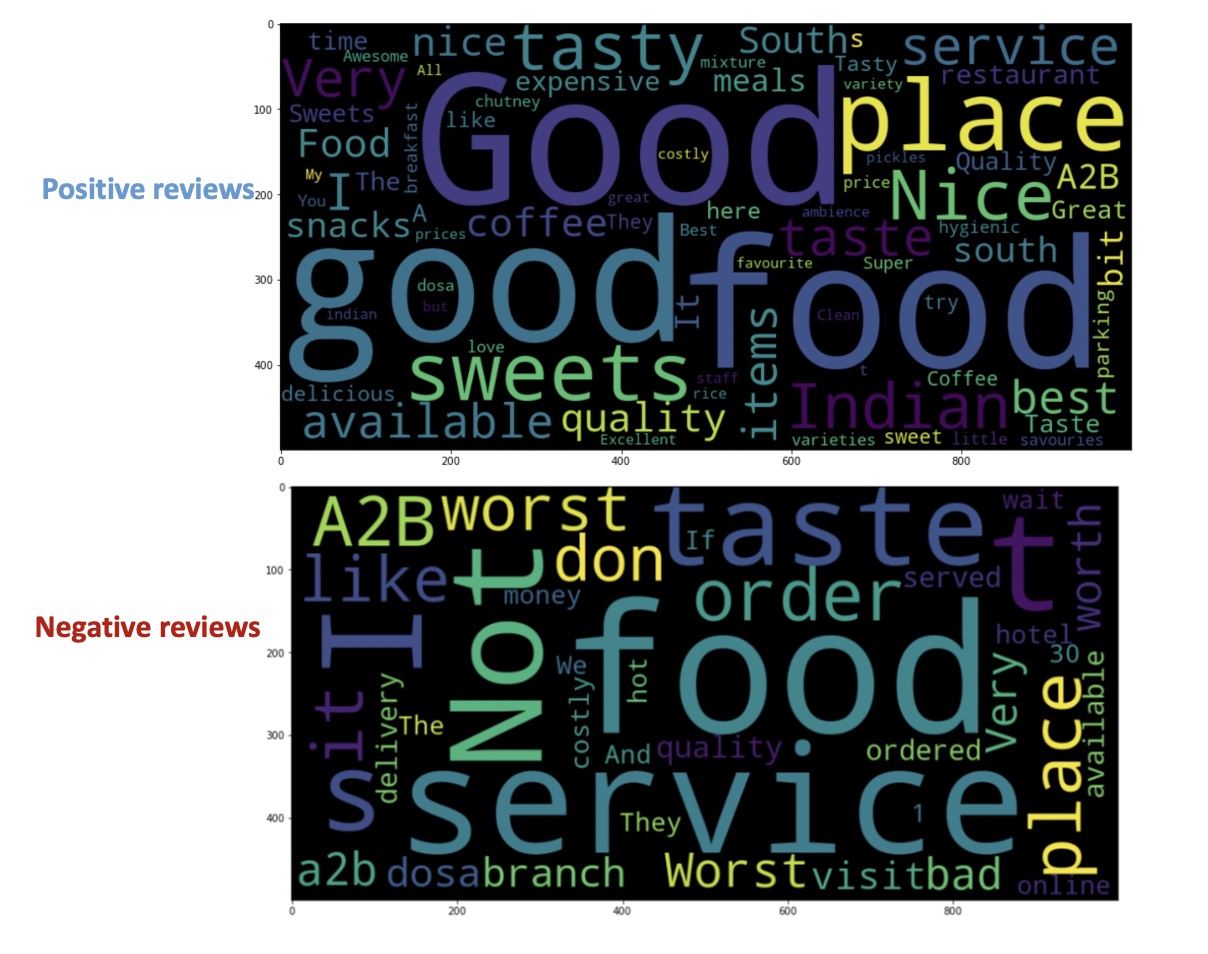 Positive reviews
0
100
200
300
400
0 200 400 600 800
time
nice
tasty
Souths
service
Awesome
Very
All
expensive
mixture
meals
Tasty
variety
restaurant
Sweets
chutney
like
Good
place
Food
breakfast
costly
pickles
Quality
My
I
The
price
Nice
A2B
You
great
snacks
A
prices
coffee
They
here
Best
ambience
Great
taste
hygienic
south
bit
good
food
favourite
Super
dosa
but
indian
It
items
Clean
try
parking
love
sweets
staff
rice
t
Coffee
delicious
Indian
best
available
quality
Excellent
Taste
varieties
sweet
little
savouries
Negative reviews
0
100
200
300
400
0 200 400 600 800
A2B
worst
taste
wait
t
worth
If
don
like
Not
money
order
served
I
food
hotel
30
We
hot
Very
it
delivery
The
costlye
And
quality
ordered
place
available
s
service
They
1
a2b
dosa
branch
Worst
visit
bad
online